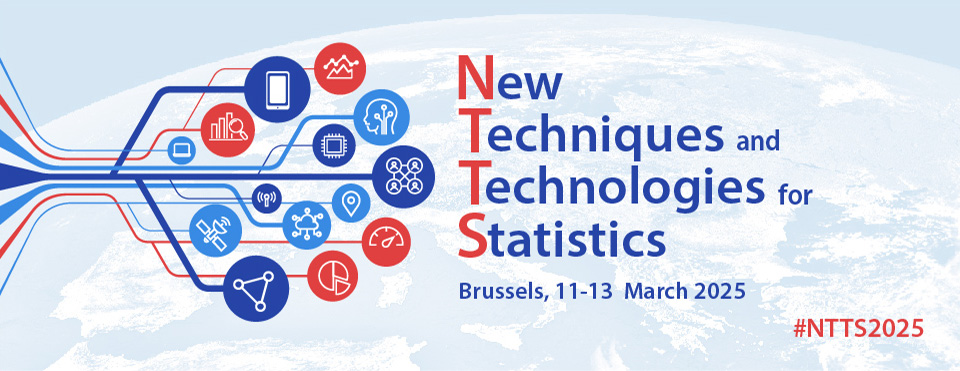 New
Techniques and
Technologies for
Statistics
Brussels, 11-13 March 2025
#NTTS2025